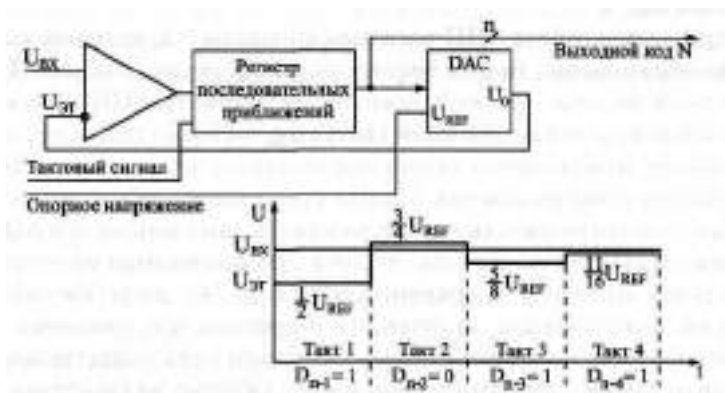 n
Выходной код N
U_ВХ
U_ЭТ
Регистр
последовательных
приближений
DAC
U_0
U_REF
Тактовый сигнал
Опорное напряжение
U
U_ВХ
U_ЭТ
1/2 U_REF
3/4 U_REF
5/8 U_REF
11/16 U_REF
Такт 1 Такт 2 Такт 3 Такт 4
t
D_n-1 = 1 D_n-2 = 0 D_n-3 = 1 D_n-4 = 1